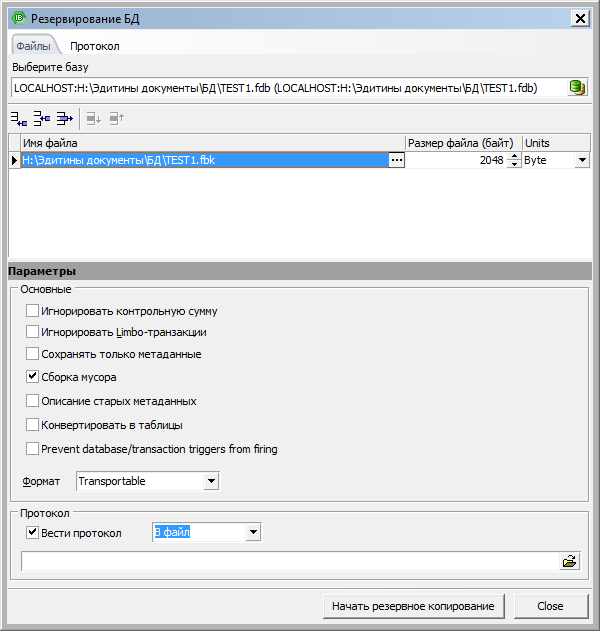 Резервирование БД
Файлы Протокол
Выберите базу
LOCALHOST:H:\Эдитины документы\БД\TEST1.fdb (LOCALHOST:H:\Эдитины документы\БД\TEST1.fdb)
Имя файла Размер файла (байт) Units
H:\Эдитины документы\БД\TEST1.fbk ... 2048 Byte
Параметры
Основные
Игнорировать контрольную сумму
Игнорировать Limbo-транзакции
Сохранять только метаданные
Сборка мусора
Описание старых метаданных
Конвертировать в таблицы
Prevent database/transaction triggers from firing
Формат Transportable
Протокол
Вести протокол В файл
Начать резервное копирование Close